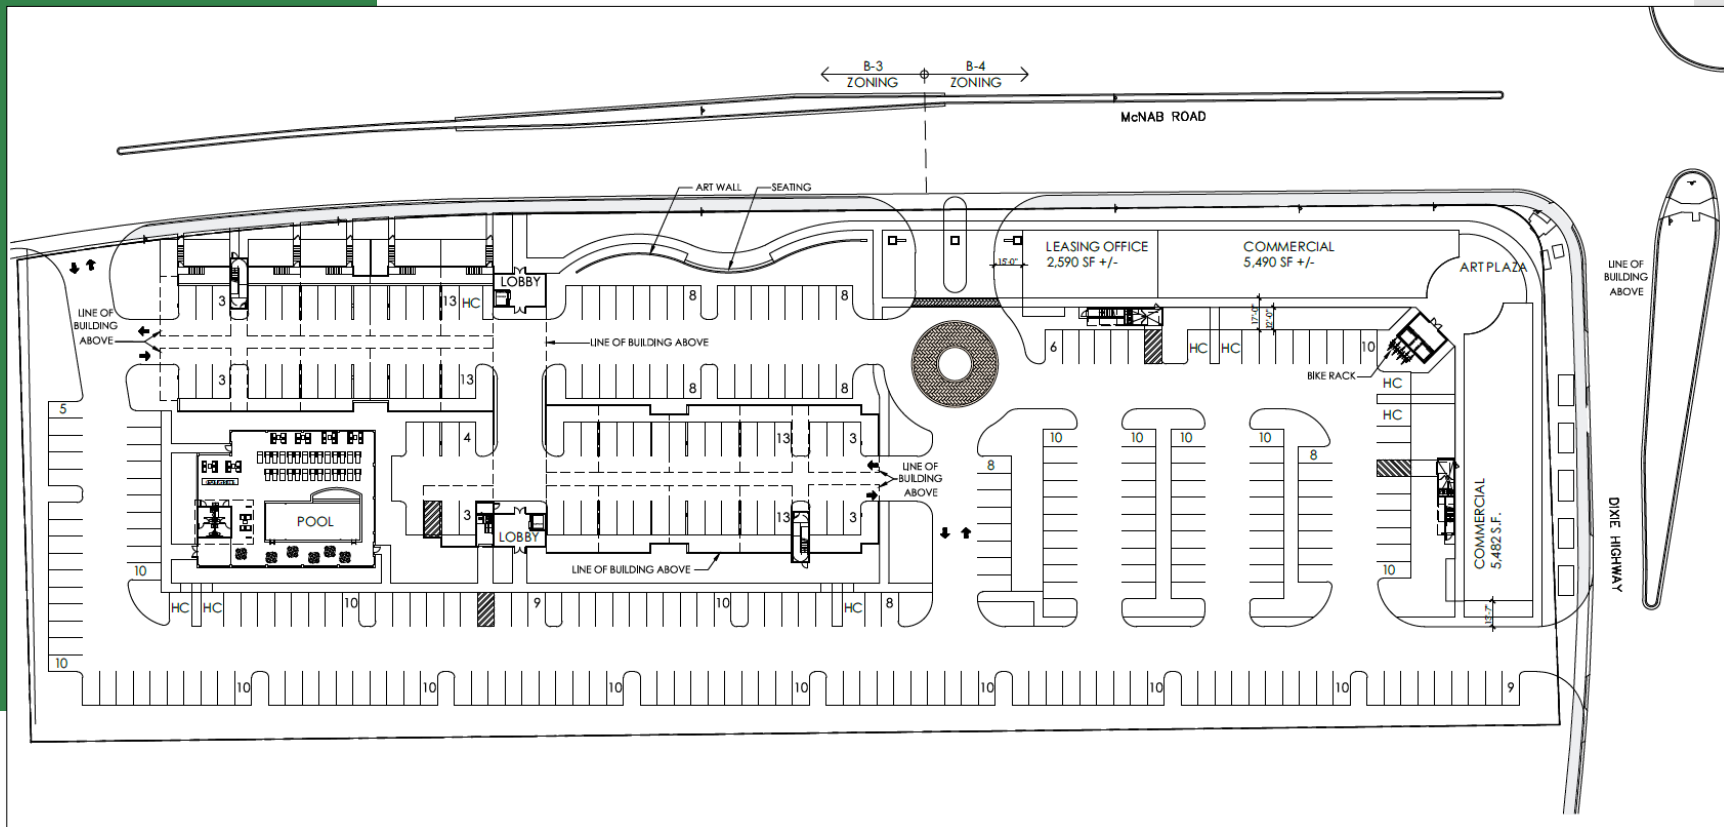 B-3
ZONING
B-4
ZONING
McNAB ROAD
ART WALL
SEATING
LEASING OFFICE
2,590 SF +/-
COMMERCIAL
5,490 SF +/-
ART PLAZA
LINE OF
BUILDING
ABOVE
15'-0"
LOBBY
3
13
HC
8
8
LINE OF
BUILDING
ABOVE
LINE OF BUILDING ABOVE
17'-0"
12'-0"
6
HC
HC
10
BIKE RACK
HC
HC
3
13
8
8
5
4
13
3
10
10
10
10
8
8
LINE OF
BUILDING
ABOVE
POOL
3
LOBBY
13
3
COMMERCIAL
5,482 S.F.
DIXIE HIGHWAY
LINE OF BUILDING ABOVE
10
10
HC
HC
10
9
10
HC
8
10
10
10
10
10
10
10
10
9